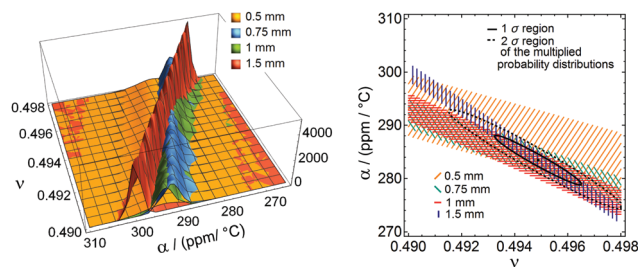 0.5 mm
0.75 mm
1 mm
1.5 mm
0.498
0.496
0.494
0.492
0.490
ν
310
300
290
280
270
α / (ppm/ °C)
4000
2000
0
1 σ region
2 σ region
of the multiplied
probability distributions
310
300
290
280
270
α / (ppm/ °C)
0.5 mm
0.75 mm
1 mm
1.5 mm
0.490 0.492 0.494 0.496 0.498
ν